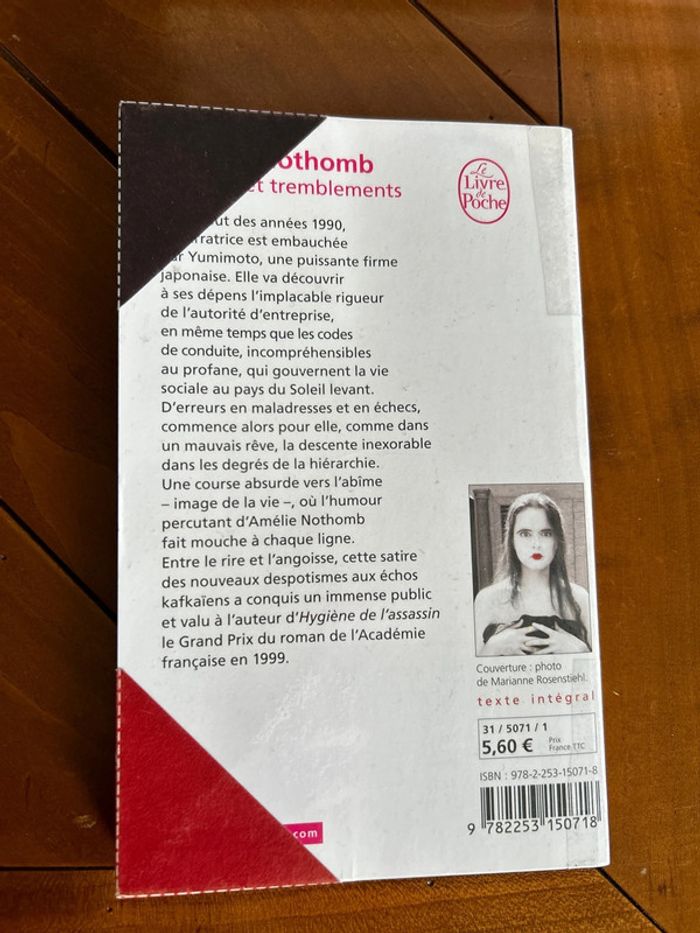 othomb
et tremblements
Le
Livre
de
Poche
ut des années 1990,
rratrice est embauchée
ar Yumimoto, une puissante firme
japonaise. Elle va découvrir
à ses dépens l'implacable rigueur
de l'autorité d'entreprise,
en même temps que les codes
de conduite, incompréhensibles
au profane, qui gouvernent la vie
sociale au pays du Soleil levant.
D'erreurs en maladresses et en échecs,
commence alors pour elle, comme dans
un mauvais rêve, la descente inexorable
dans les degrés de la hiérarchie.
Une course absurde vers l'abîme
– image de la vie –, où l'humour
percutant d'Amélie Nothomb
fait mouche à chaque ligne.
Entre le rire et l'angoisse, cette satire
des nouveaux despotismes aux échos
kafkaïens a conquis un immense public
et valu à l'auteur d'Hygiène de l'assassin
le Grand Prix du roman de l'Académie
française en 1999.
Couverture : photo
de Marianne Rosenstiehl.
texte intégral
31 / 5071 / 1
5,60 € Prix
France TTC
ISBN : 978-2-253-15071-8
9 782253 150718
.com